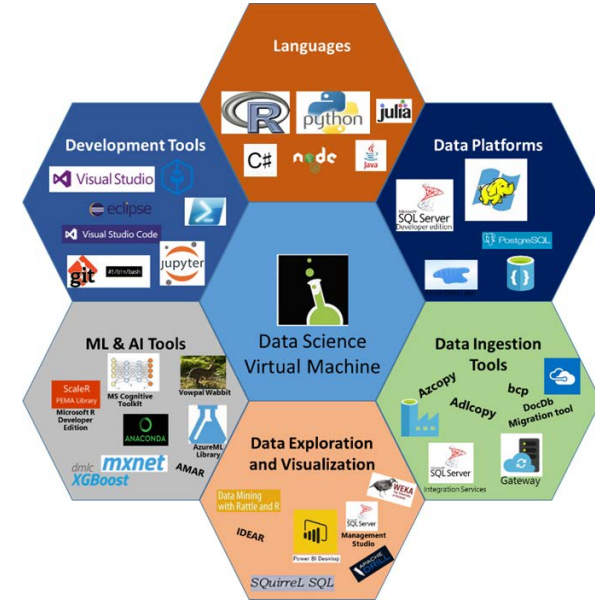 Languages
R
python
julia
C#
node
Java
Development Tools
Visual Studio
eclipse
Visual Studio Code
git
#!/bin/bash
jupyter
Data Platforms
SQL Server
Developer edition
PostgreSQL
{ }
Data Science
Virtual Machine
ML & AI Tools
ScaleR
PEMA Library
Microsoft R
Developer
Edition
MS Cognitive
Toolkit
Vowpal Wabbit
ANACONDA
AzureML
Library
dmlc
XGBoost
mxnet
AMAR
Data Ingestion
Tools
Azcopy
bcp
Adlcopy
DocDb
Migration tool
SQL Server
Integration Services
Gateway
Data Exploration
and Visualization
Data Mining
with Rattle and R
WEKA
IDEAR
Power BI Desktop
SQL Server
Management
Studio
APACHE
DRILL
SQuirreL SQL